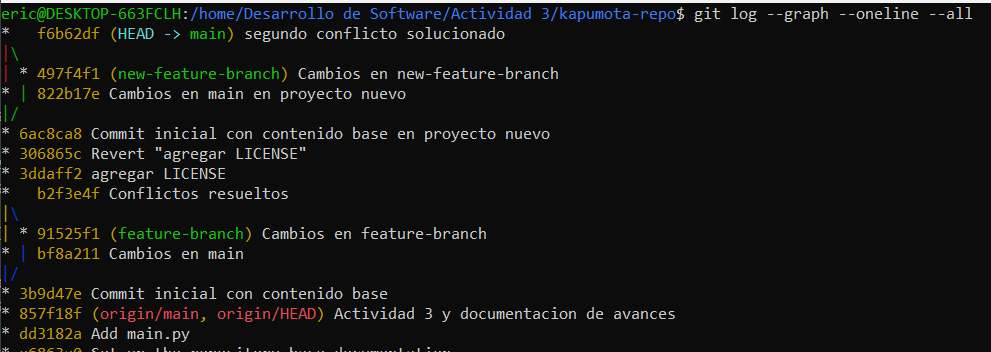 eric@DESKTOP-663FCLH:/home/Desarrollo de Software/Actividad 3/kapumota-repo$ git log --graph --oneline --all
*   f6b62df (HEAD -> main) segundo conflicto solucionado
|\
| * 497f4f1 (new-feature-branch) Cambios en new-feature-branch
* | 822b17e Cambios en main en proyecto nuevo
|/
* 6ac8ca8 Commit inicial con contenido base en proyecto nuevo
* 306865c Revert "agregar LICENSE"
* 3ddaff2 agregar LICENSE
*   b2f3e4f Conflictos resueltos
|\
| * 91525f1 (feature-branch) Cambios en feature-branch
* | bf8a211 Cambios en main
|/
* 3b9d47e Commit inicial con contenido base
* 857f18f (origin/main, origin/HEAD) Actividad 3 y documentacion de avances
* dd3182a Add main.py